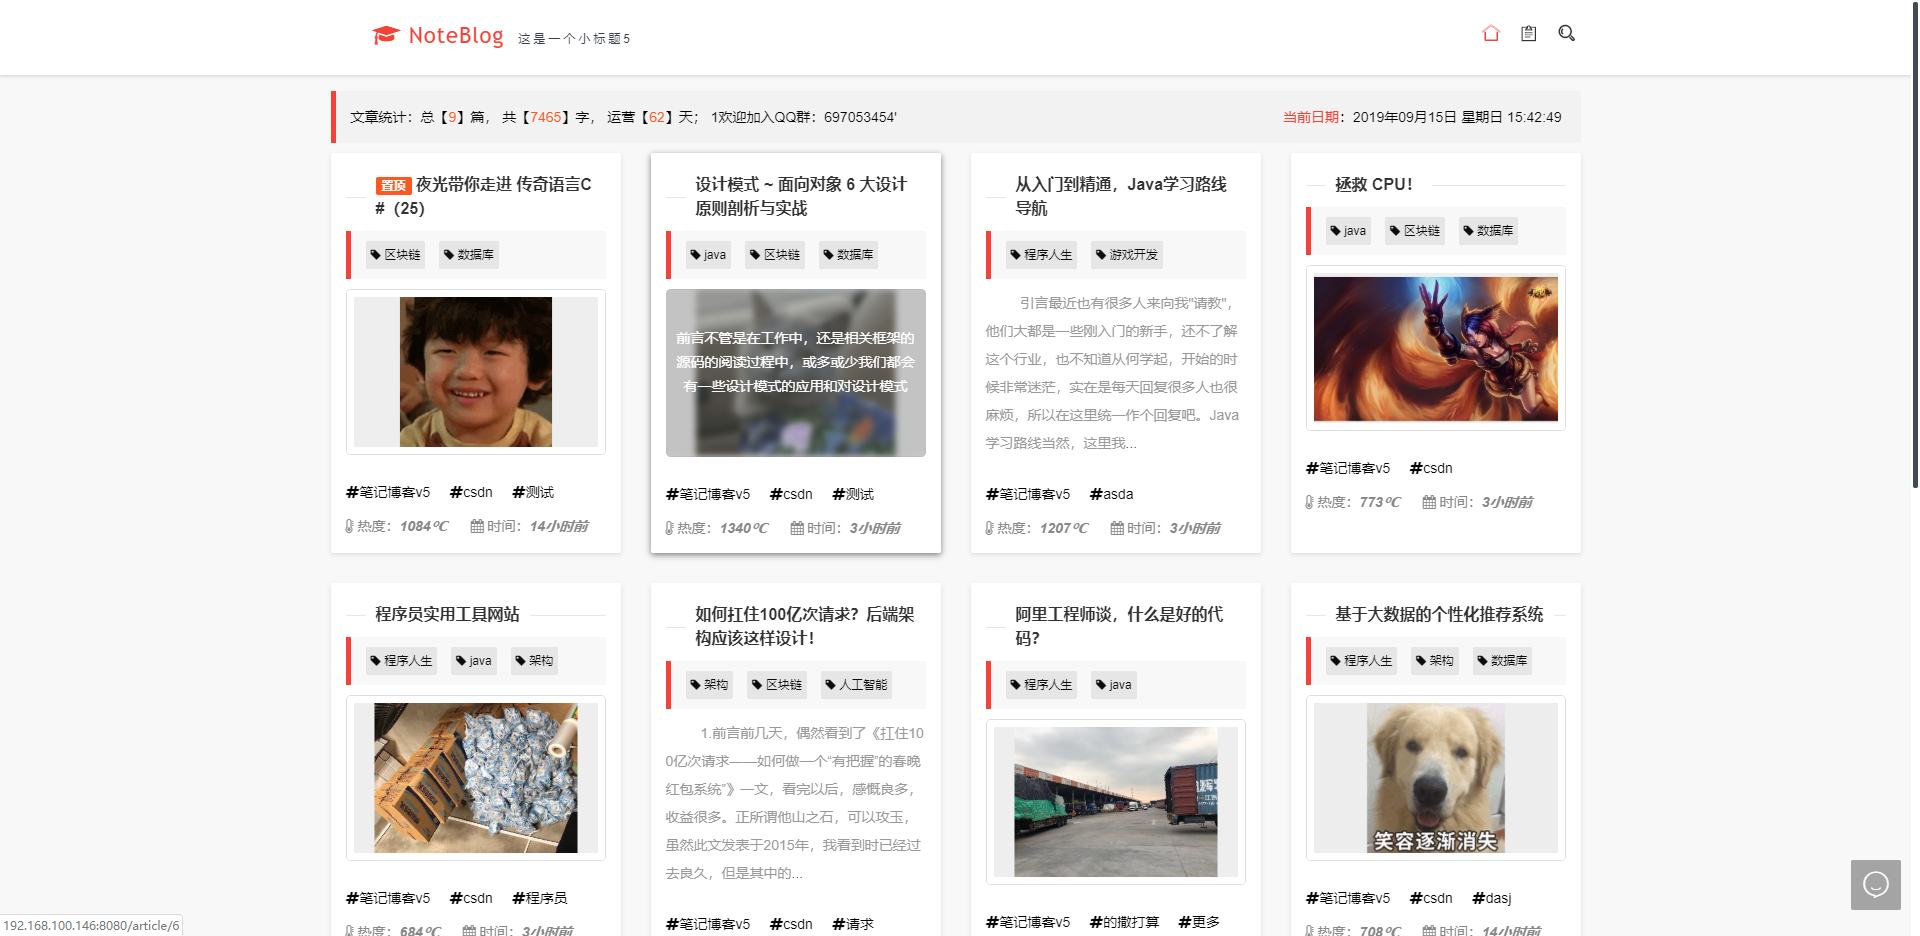 NoteBlog 这是一个小标题5
文章统计：总【9】篇， 共【7465】字， 运营【62】天； 1欢迎加入QQ群：697053454'
当前日期：2019年09月15日 星期日 15:42:49
置顶 夜光带你走进 传奇语言C
#（25）
区块链 数据库
#笔记博客v5 #csdn #测试
热度：1084℃ 时间：14小时前
设计模式 ~ 面向对象 6 大设计
原则剖析与实战
java 区块链 数据库
前言不管是在工作中，还是相关框架的
源码的阅读过程中，或多或少我们都会
有一些设计模式的应用和对设计模式
#笔记博客v5 #csdn #测试
热度：1340℃ 时间：3小时前
从入门到精通，Java学习路线
导航
程序人生 游戏开发
引言最近也有很多人来向我"请教"，
他们大都是一些刚入门的新手，还不了解
这个行业，也不知道从何学起，开始的时
候非常迷茫，实在是每天回复很多人也很
麻烦，所以在这里统一作个回复吧。Java
学习路线当然，这里我...
#笔记博客v5 #asda
热度：1207℃ 时间：3小时前
拯救 CPU！
java 区块链 数据库
#笔记博客v5 #csdn
热度：773℃ 时间：3小时前
程序员实用工具网站
程序人生 java 架构
#笔记博客v5 #csdn #程序员
热度：684℃ 时间：3小时前
如何扛住100亿次请求？后端架
构应该这样设计！
架构 区块链 人工智能
1.前言前几天，偶然看到了《扛住10
0亿次请求——如何做一个“有把握”的春晚
红包系统”》一文，看完以后，感慨良多，
收益很多。正所谓他山之石，可以攻玉，
虽然此文发表于2015年，我看到时已经过
去良久，但是其中的...
#笔记博客v5 #csdn #请求
阿里工程师谈，什么是好的代
码？
程序人生 java
#笔记博客v5 #的撒打算 #更多
基于大数据的个性化推荐系统
程序人生 架构 数据库
笑容逐渐消失
#笔记博客v5 #csdn #dasj
热度：708℃ 时间：14小时前
192.168.100.146:8080/article/6